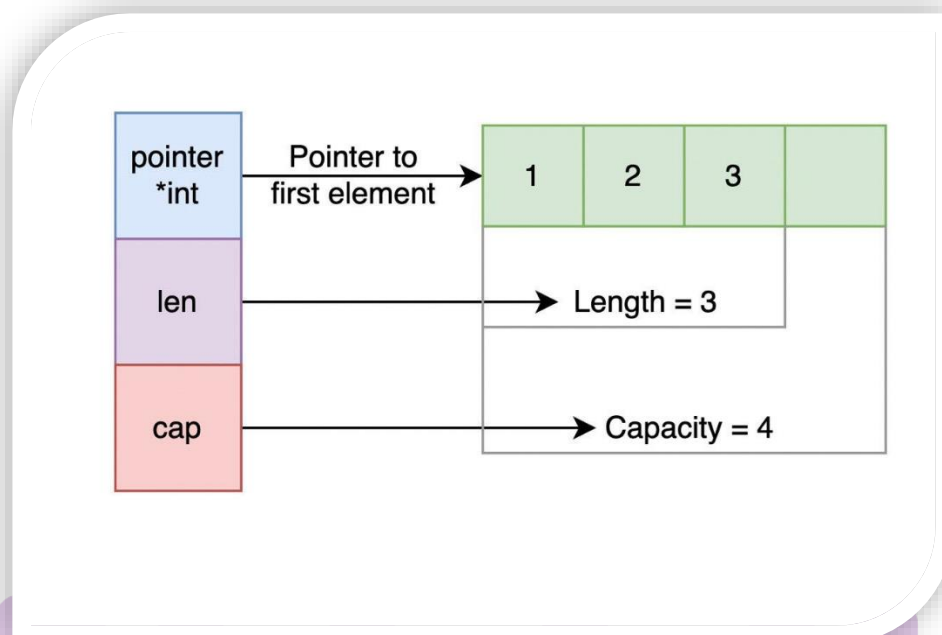 pointer
*int
Pointer to
first element
1 2 3
len
Length = 3
cap
Capacity = 4